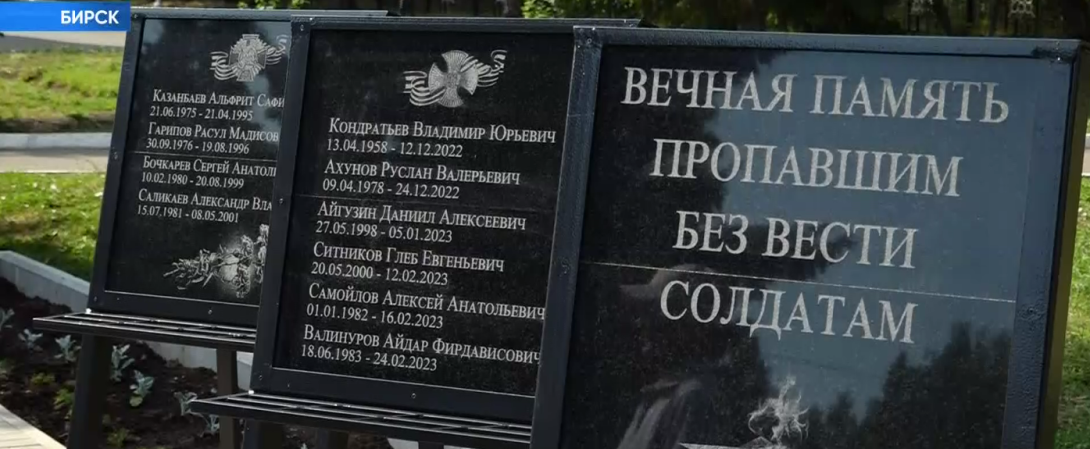 БИРСК
КАЗАНБАЕВ АЛЬФРИТ
21.06.1975 - 21.04.1995
ГАРИПОВ РАСУЛ
30.09.1976 - 19.08.1996
БОЧКАРЕВ СЕРГЕЙ
10.02.1980 - 20.08.1999
САЛИКАЕВ АЛЕКСАНДР
15.07.1981 - 08.05.2001
КОНДРАТЬЕВ ВЛАДИМИР ЮРЬЕВИЧ
13.04.1958 - 12.12.2022
АХУНОВ РУСЛАН ВАЛЕРЬЕВИЧ
09.04.1978 - 24.12.2022
АЙГУЗИН ДАНИИЛ АЛЕКСЕЕВИЧ
27.05.1998 - 05.01.2023
СИТНИКОВ ГЛЕБ ЕВГЕНЬЕВИЧ
20.05.2000 - 12.02.2023
САМОЙЛОВ АЛЕКСЕЙ АНАТОЛЬЕВИЧ
01.01.1982 - 16.02.2023
ВАЛИНУРОВ АЙДАР ФИРДАВИСОВИЧ
18.06.1983 - 24.02.2023
ВЕЧНАЯ ПАМЯТЬ
ПРОПАВШИМ
БЕЗ ВЕСТИ
СОЛДАТАМ